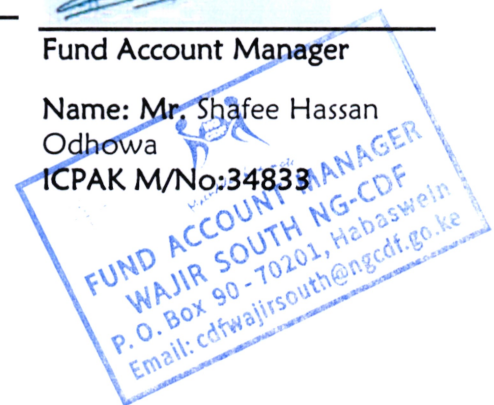 Fund Account Manager
Name: Mr. Shafee Hassan
Odhowa
ICPAK M/No:34833
FUND ACCOUNT MANAGER
WAJIR SOUTH NG-CDF
P. O. Box 90 - 70201, Habaswein
Email: cdfwajirsouth@ngcdf.go.ke